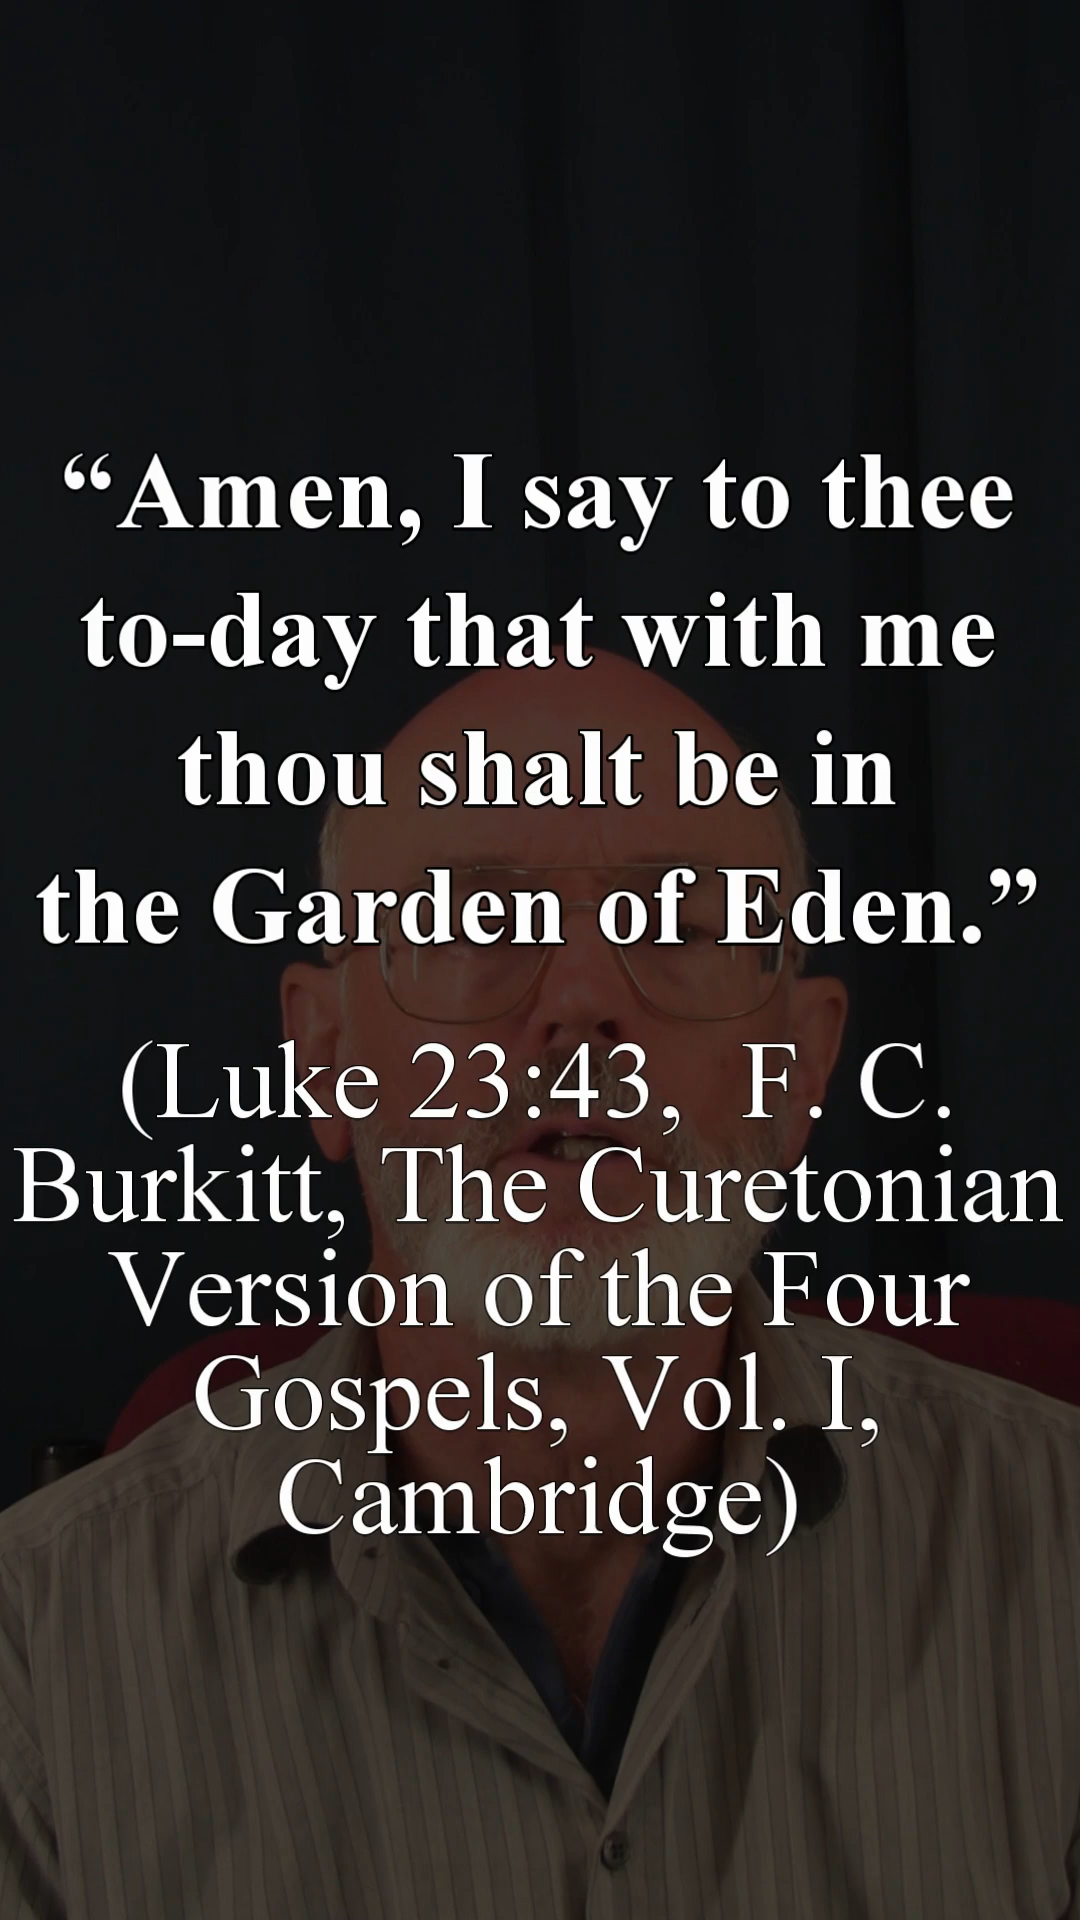 “Amen, I say to thee
to-day that with me
thou shalt be in
the Garden of Eden.”
(Luke 23:43, F. C.
Burkitt, The Curetonian
Version of the Four
Gospels, Vol. I,
Cambridge)